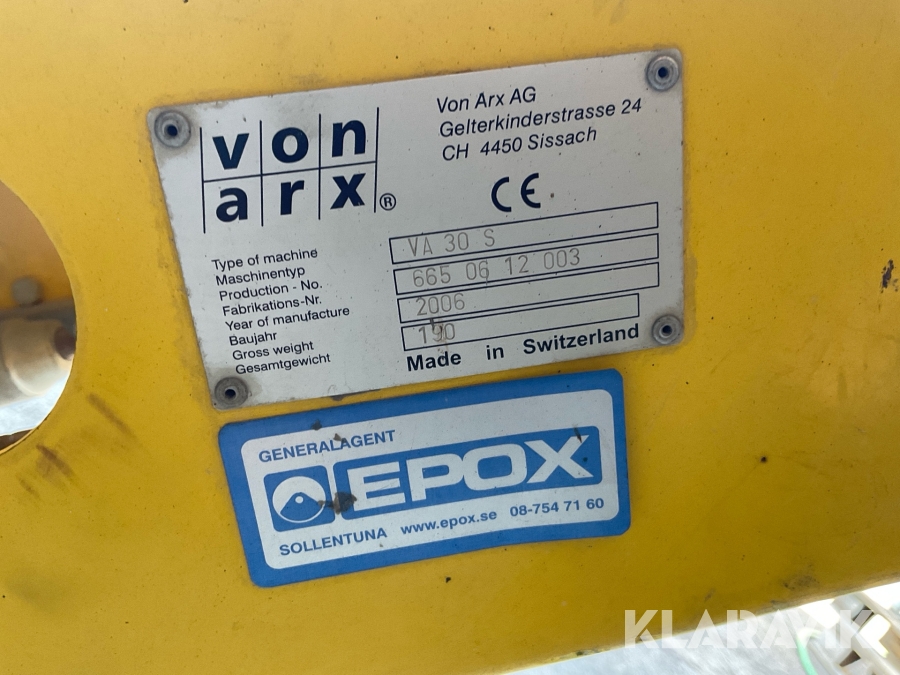 von
arx®
Von Arx AG
Gelterkinderstrasse 24
CH 4450 Sissach
CE
Type of machine
Maschinentyp
VA 30 S
Production - No.
Fabrikations-Nr.
665 06 12 003
Year of manufacture
Baujahr
2006
Gross weight
Gesamtgewicht
190
Made in Switzerland
GENERALAGENT
EPOX
SOLLENTUNA www.epox.se 08-754 71 60
KLARAVIK